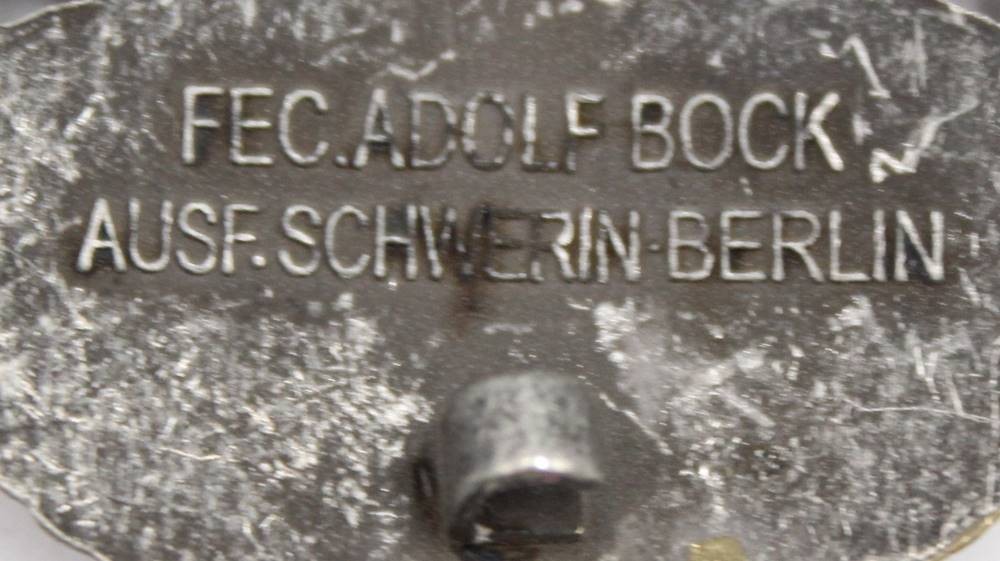 FEC. ADOLF BOCK
AUSF. SCHWERIN-BERLIN